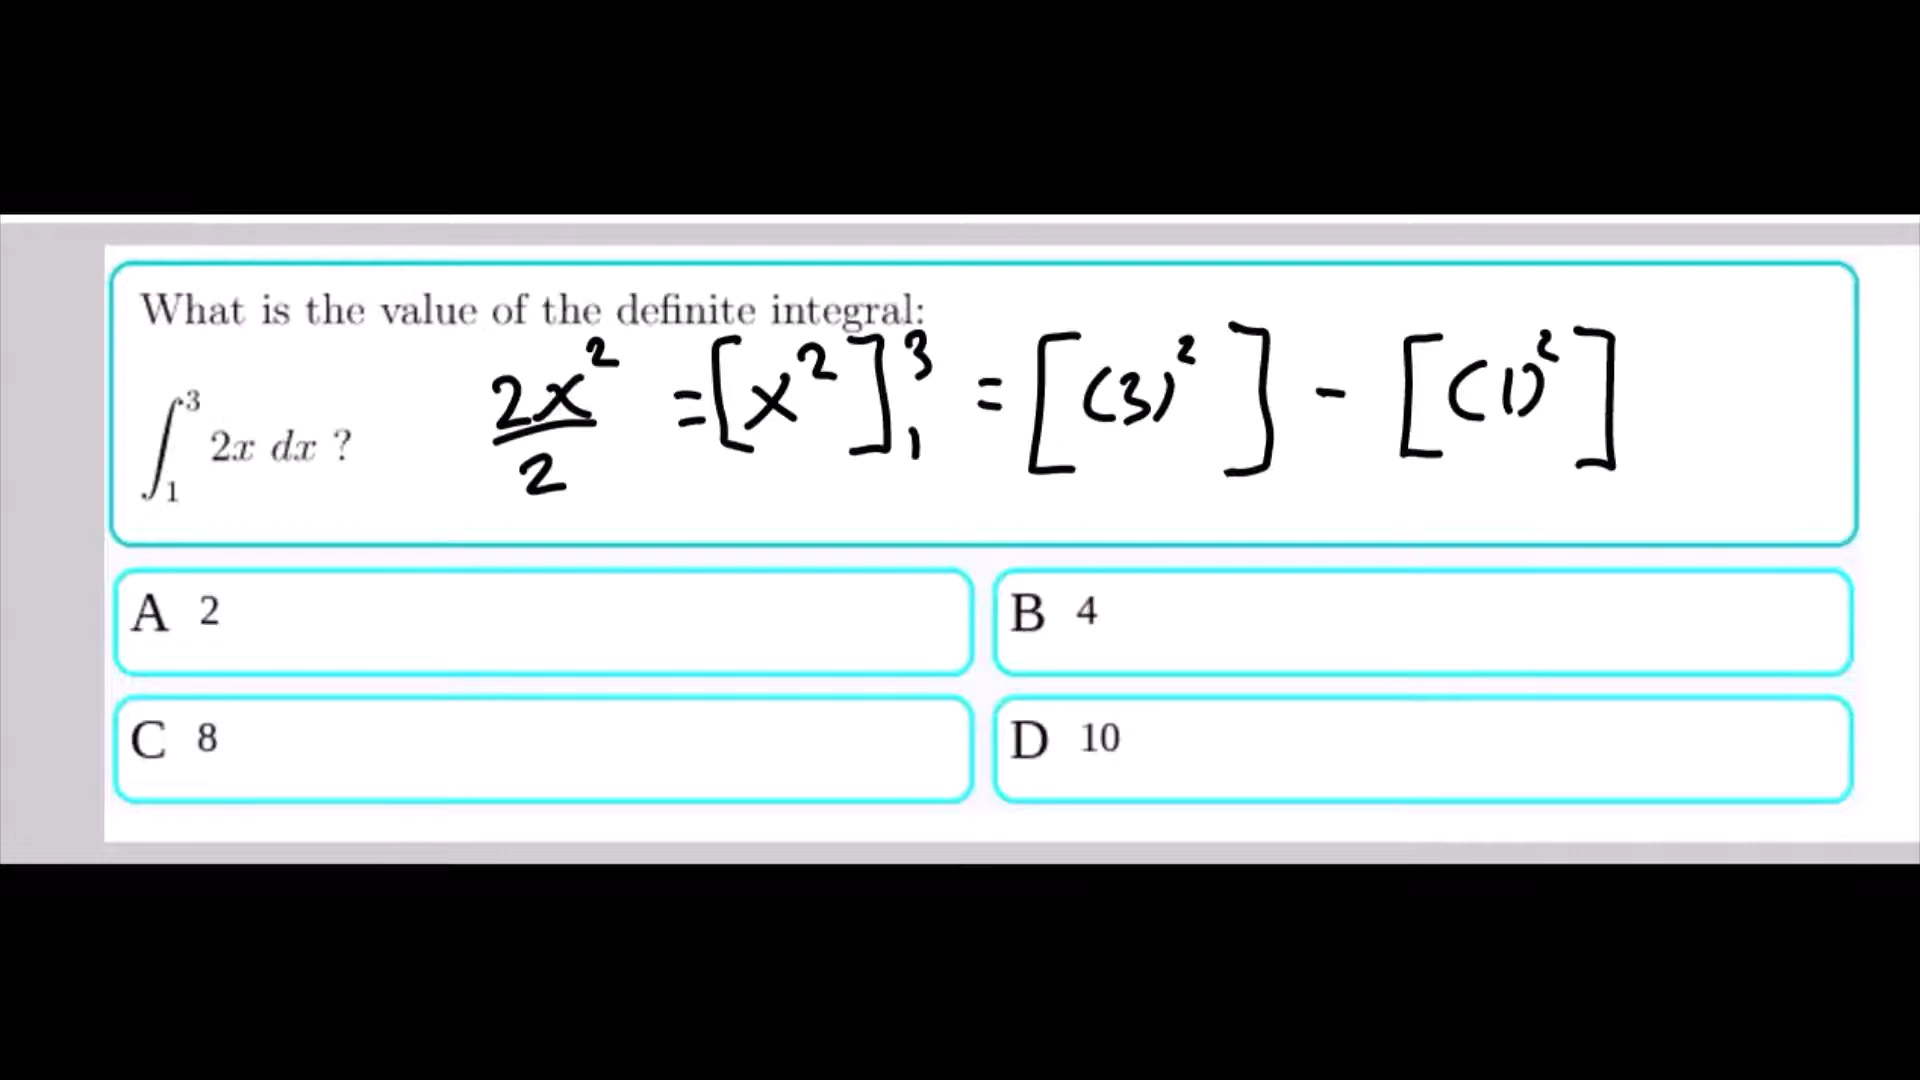 What is the value of the definite integral:
∫₁³ 2x dx ?
2x²/2 = [x²]₁³ = [(3)²] - [(1)²]
A 2
B 4
C 8
D 10